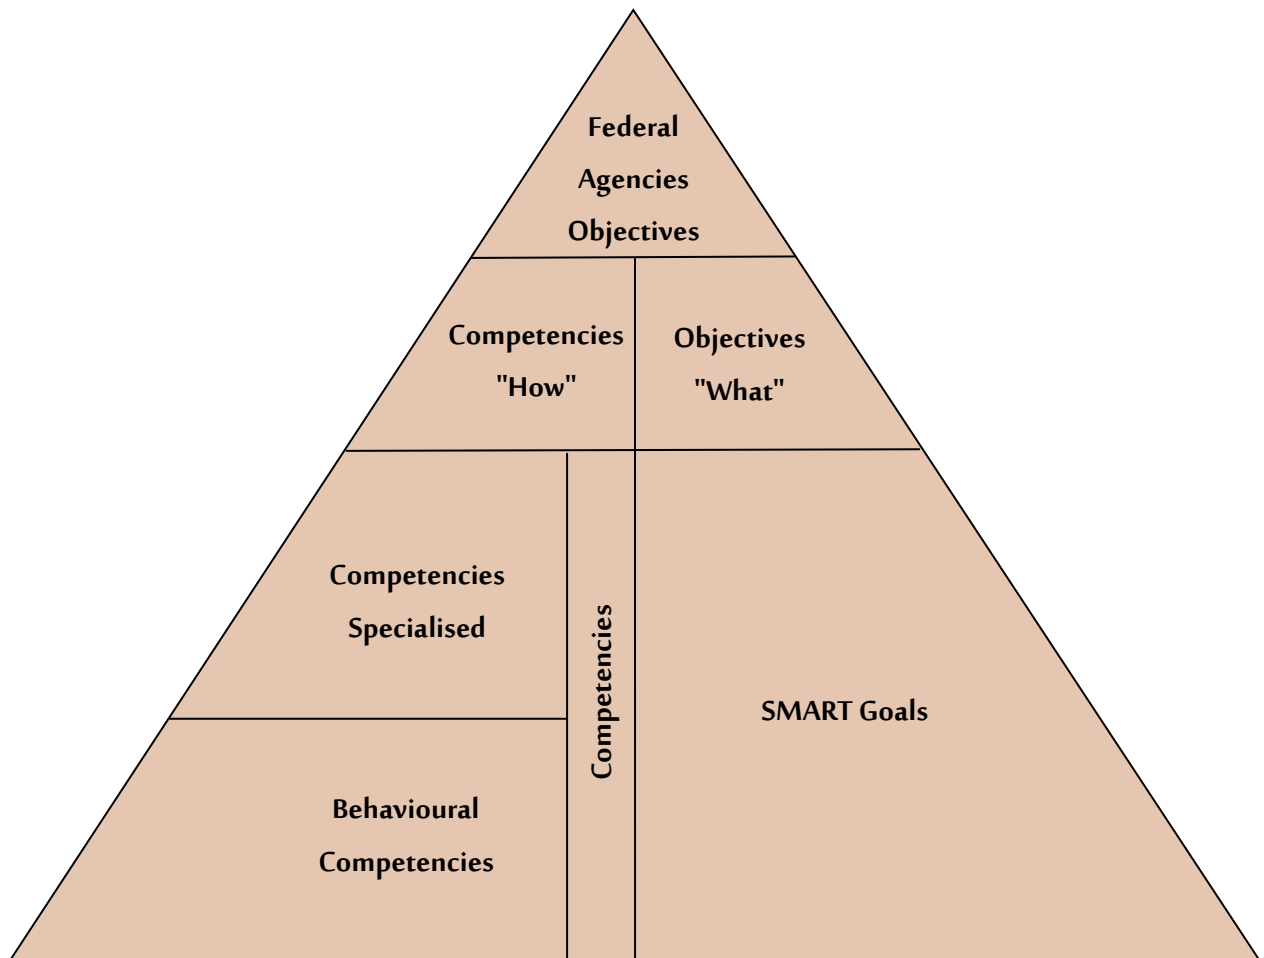 Federal
Agencies
Objectives
Competencies
"How"
Objectives
"What"
Competencies
Specialised
Competencies
SMART Goals
Behavioural
Competencies